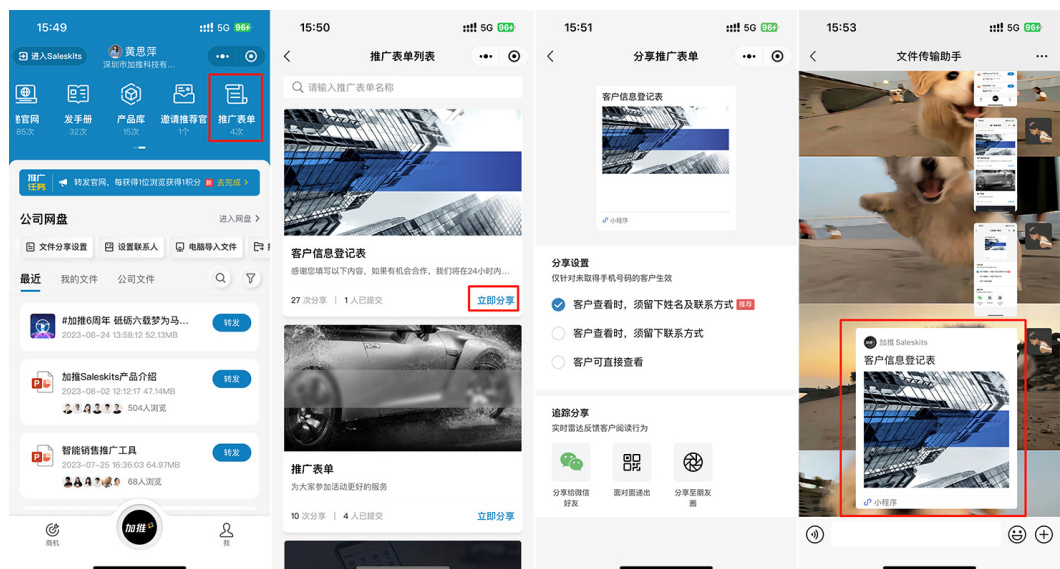 15:49
5G 96
进入Saleskits
黄思萍
深圳市加推科技有...
官网
85次
发手册
32次
产品库
15次
邀请推荐官
1个
推广表单
4次
推广
任务
转发官网，每获得1位浏览获得1积分
去完成 >
公司网盘
进入网盘 >
文件分享设置
设置联系人
电脑导入文件
最近
我的文件
公司文件
#加推6周年 砥砺六载梦为马...
2023-08-24 13:58:12 52.13MB
转发
加推Saleskits产品介绍
2023-08-02 12:12:17 47.14MB
504人浏览
转发
智能销售推广工具
2023-07-25 16:36:03 64.97MB
68人浏览
转发
商机
加推
我
15:50
5G 96
推广表单列表
请输入推广表单名称
客户信息登记表
感谢您填写以下内容，如果有机会合作，我们将在24小时内...
27 次分享 | 1 人已提交
立即分享
推广表单
为大家参加活动更好的服务
10 次分享 | 4 人已提交
立即分享
15:51
5G 96
分享推广表单
客户信息登记表
小程序
分享设置
仅针对未取得手机号码的客户生效
客户查看时，须留下姓名及联系方式 推荐
客户查看时，须留下联系方式
客户可直接查看
追踪分享
实时雷达反馈客户阅读行为
分享给微信
好友
面对面递出
分享至朋友
圈
15:53
5G 96
文件传输助手
加推 Saleskits
客户信息登记表
小程序